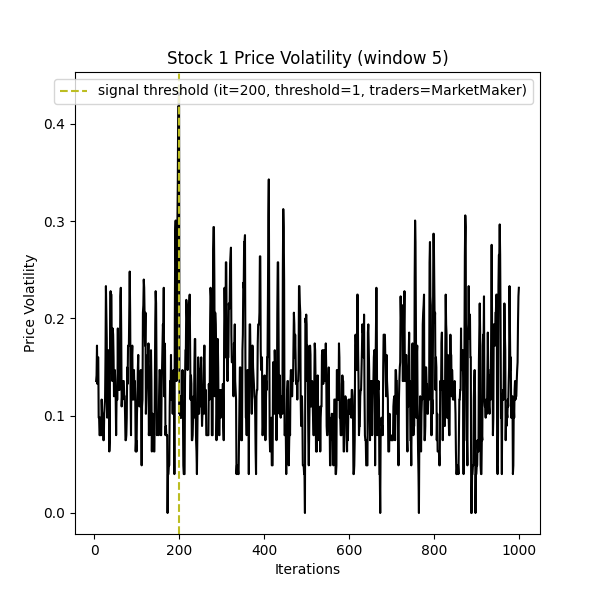 Stock 1 Price Volatility (window 5)
signal threshold (it=200, threshold=1, traders=MarketMaker)
Price Volatility
0.4
0.3
0.2
0.1
0.0
0
200
400
600
800
1000
Iterations